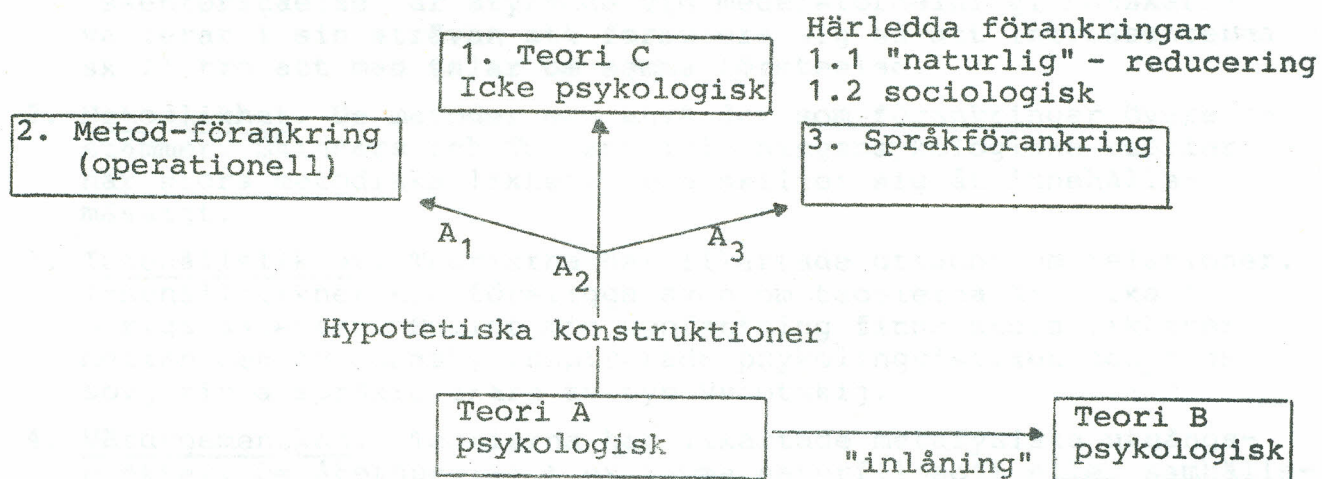 Härledda förankringar
1.1 "naturlig" - reducering
1.2 sociologisk
1. Teori C
Icke psykologisk
2. Metod-förankring
(operationell)
3. Språkförankring
A1
A2
A3
Hypotetiska konstruktioner
Teori A
psykologisk
"inlåning"
Teori B
psykologisk